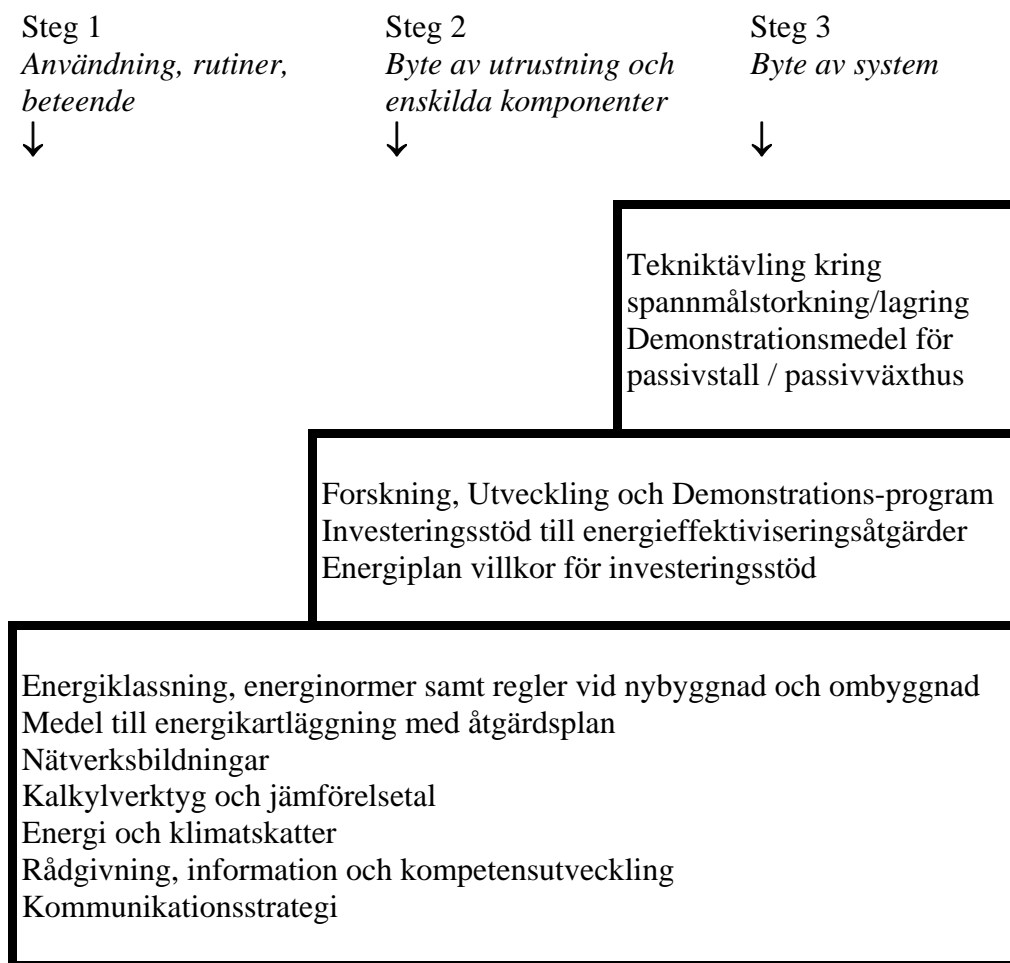 Steg 1
Användning, rutiner,
beteende
↓
Steg 2
Byte av utrustning och
enskilda komponenter
↓
Steg 3
Byte av system
↓
Tekniktävling kring
spannmålstorkning/lagring
Demonstrationsmedel för
passivstall / passivväxthus
Forskning, Utveckling och Demonstrations-program
Investeringsstöd till energieffektiviseringsåtgärder
Energiplan villkor för investeringsstöd
Energiklassning, energinormer samt regler vid nybyggnad och ombyggnad
Medel till energikartläggning med åtgärdsplan
Nätverksbildningar
Kalkylverktyg och jämförelsetal
Energi och klimatskatter
Rådgivning, information och kompetensutveckling
Kommunikationsstrategi